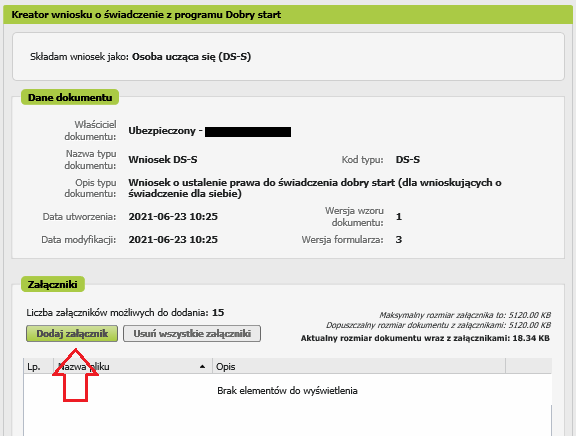 Kreator wniosku o świadczenie z programu Dobry start
Składam wniosek jako: Osoba ucząca się (DS-S)
Dane dokumentu
Właściciel dokumentu: Ubezpieczony -
Nazwa typu dokumentu: Wniosek DS-S Kod typu: DS-S
Opis typu dokumentu: Wniosek o ustalenie prawa do świadczenia dobry start (dla wnioskujących o
świadczenie dla siebie)
Data utworzenia: 2021-06-23 10:25 Wersja wzoru dokumentu: 1
Data modyfikacji: 2021-06-23 10:25 Wersja formularza: 3
Załączniki
Liczba załączników możliwych do dodania: 15
Maksymalny rozmiar załącznika to: 5120.00 KB
Dopuszczalny rozmiar dokumentu z załącznikami: 5120.00 KB
Dodaj załącznik Usuń wszystkie załączniki Aktualny rozmiar dokumentu wraz z załącznikami: 18.34 KB
Lp. Nazwa pliku Opis
Brak elementów do wyświetlenia